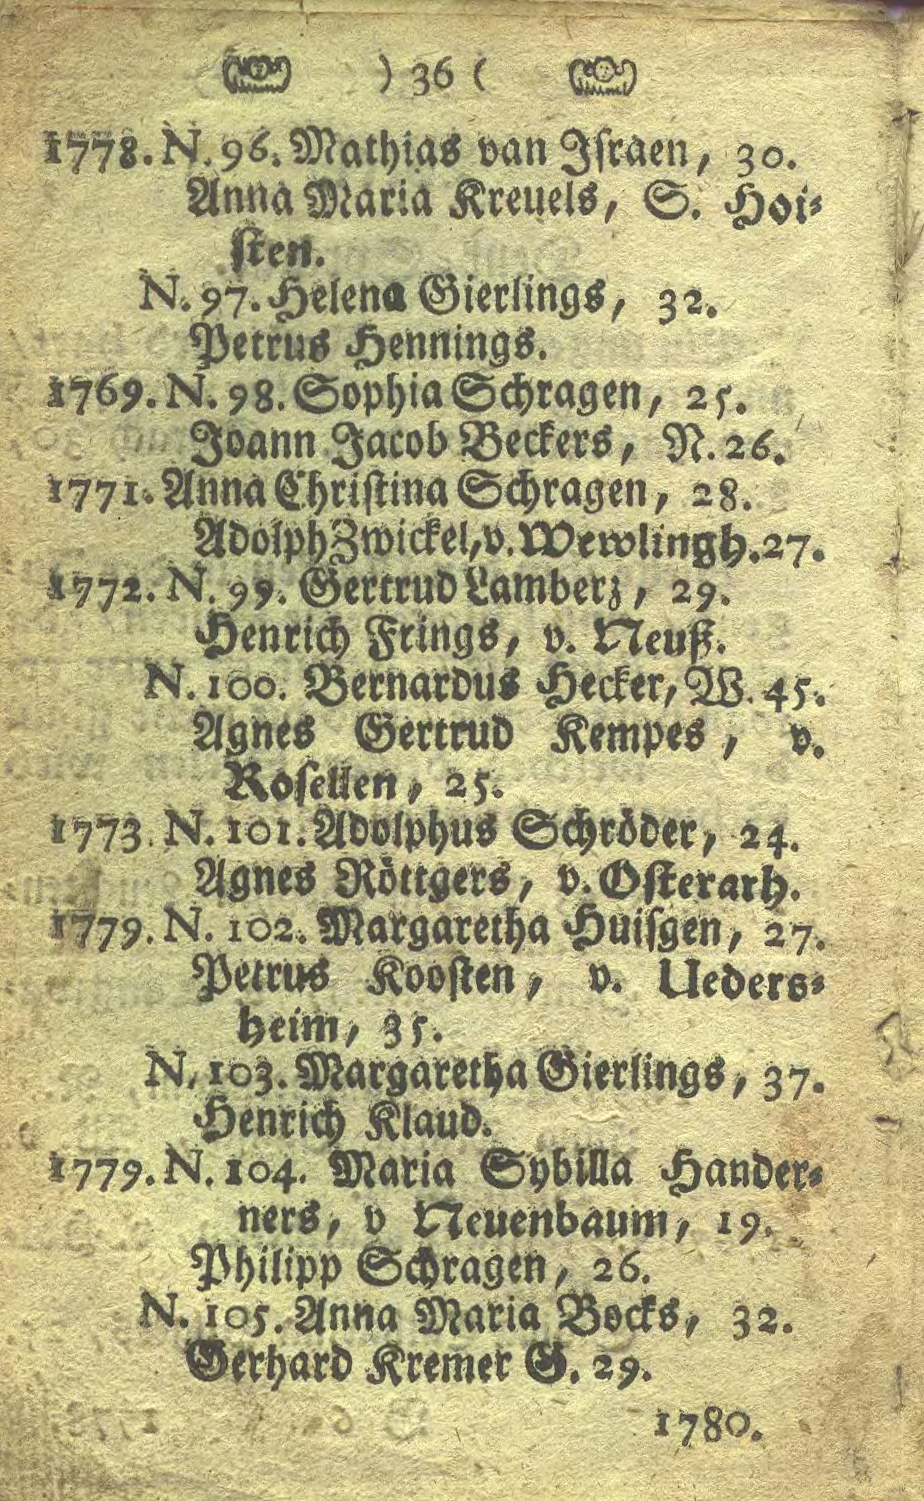 ) 36 (
1778. N. 96. Mathias van Iſraen, 30.
Anna Maria Kreuels, S. Hoi⸗
ſten.
N. 97. Helena Gierlings, 32.
Petrus Hennings.
1769. N. 98. Sophia Schragen, 25.
Joann Jacob Beckers, N. 26.
1771. Anna Chriſtina Schragen, 28.
Adolph Zwickel, v. Wewlingh. 27.
1772. N. 99. Gertrud Lamberz, 29.
Henrich Frings, v. Neuß.
N. 100. Bernardus Hecker, W. 45.
Agnes Gertrud Kempes, v.
Roſellen, 25.
1773. N. 101. Adolphus Schröder, 24.
Agnes Röttgers, v. Oſterarh.
1779. N. 102. Margaretha Huiſgen, 27.
Petrus Kooſten, v. Ueders⸗
heim, 35.
N. 103. Margaretha Gierlings, 37.
Henrich Klaud.
1779. N. 104. Maria Sybilla Hander⸗
ners, v Neuenbaum, 19.
Philipp Schragen, 26.
N. 105. Anna Maria Bocks, 32.
Gerhard Kremer G. 29.
1780.